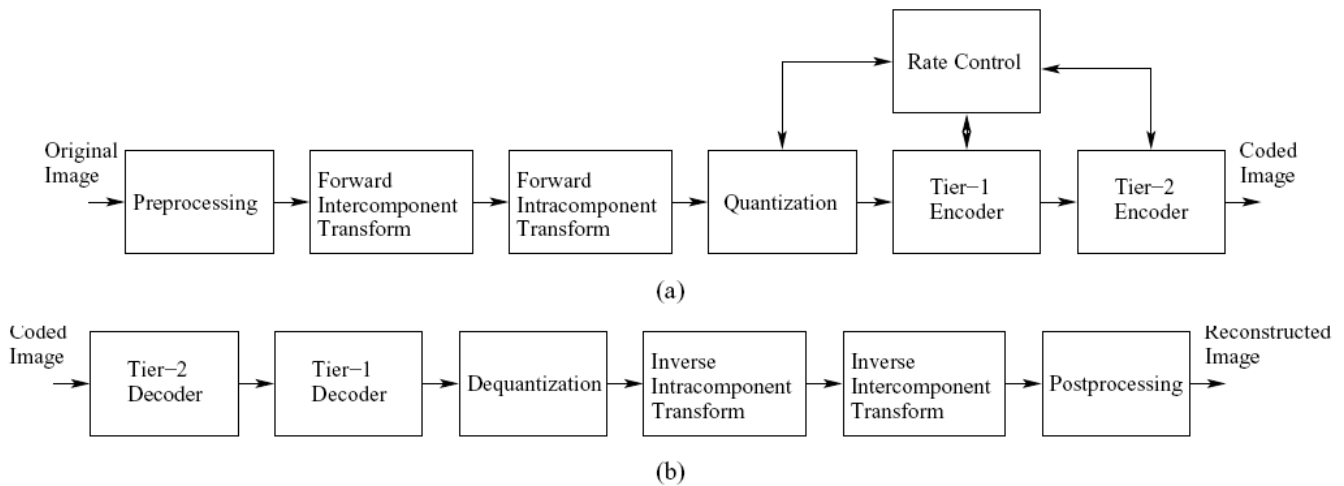 Rate Control
Original
Image
Preprocessing
Forward
Intercomponent
Transform
Forward
Intracomponent
Transform
Quantization
Tier−1
Encoder
Tier−2
Encoder
Coded
Image
(a)
Coded
Image
Tier−2
Decoder
Tier−1
Decoder
Dequantization
Inverse
Intracomponent
Transform
Inverse
Intercomponent
Transform
Postprocessing
Reconstructed
Image
(b)